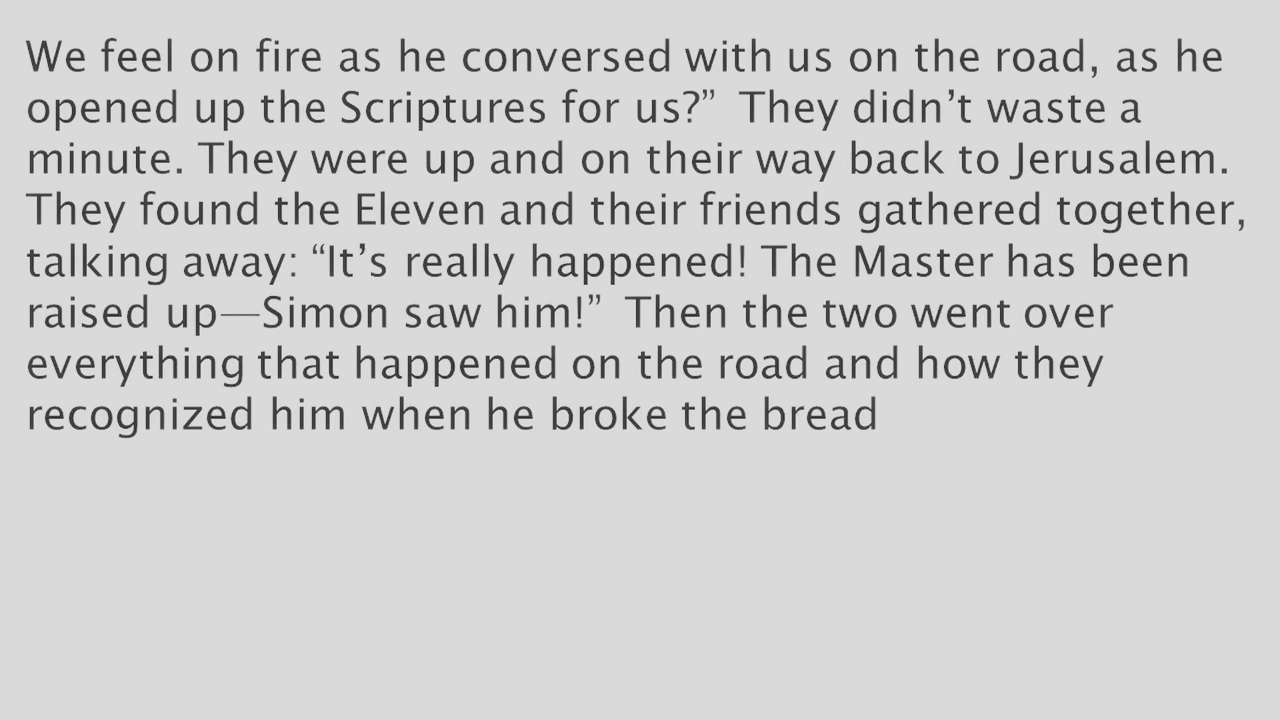 We feel on fire as he conversed with us on the road, as he
opened up the Scriptures for us?”  They didn’t waste a
minute. They were up and on their way back to Jerusalem.
They found the Eleven and their friends gathered together,
talking away: “It’s really happened! The Master has been
raised up—Simon saw him!”  Then the two went over
everything that happened on the road and how they
recognized him when he broke the bread